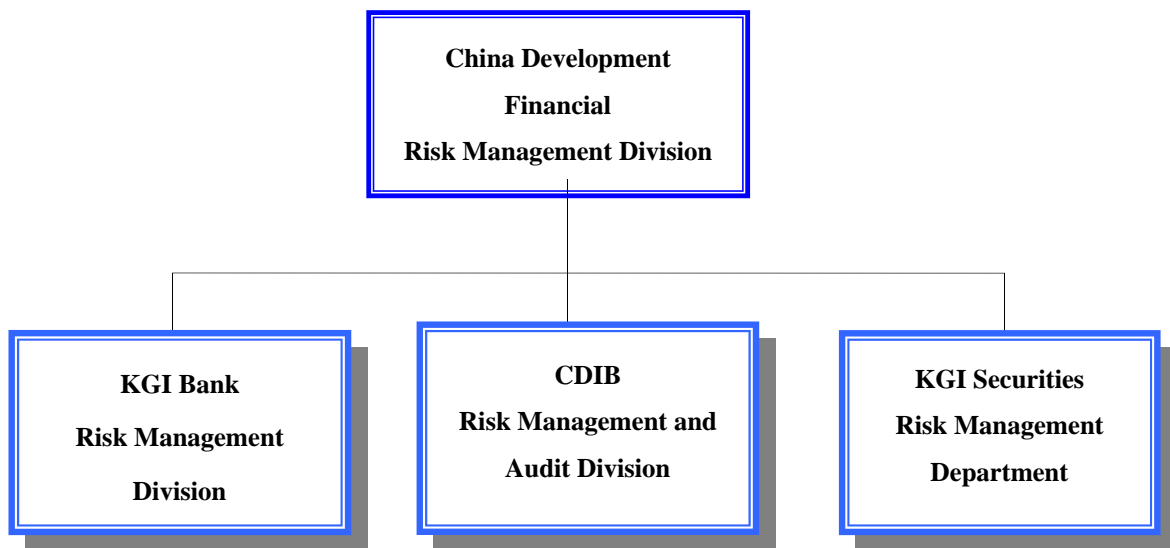 China Development
Financial
Risk Management Division
KGI Bank
Risk Management
Division
CDIB
Risk Management and
Audit Division
KGI Securities
Risk Management
Department